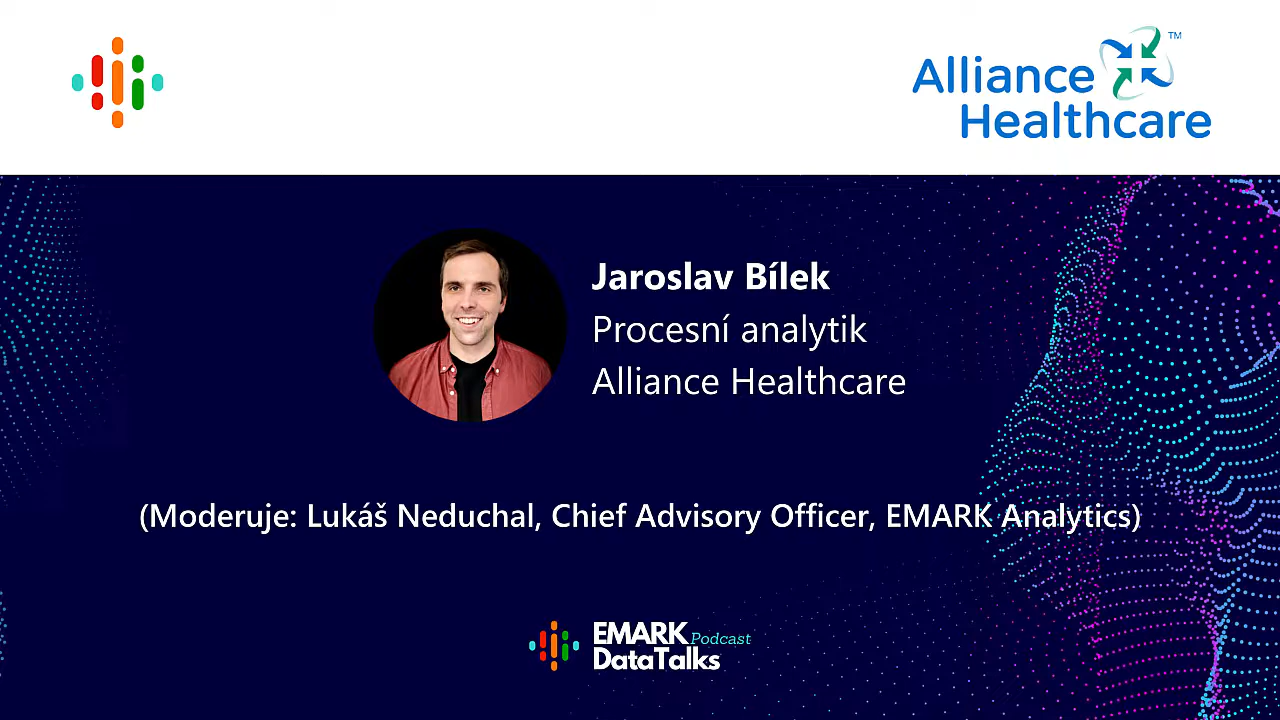 Alliance
Healthcare
TM
Jaroslav Bílek
Procesní analytik
Alliance Healthcare
(Moderuje: Lukáš Neduchal, Chief Advisory Officer, EMARK Analytics)
EMARK Podcast
DataTalks